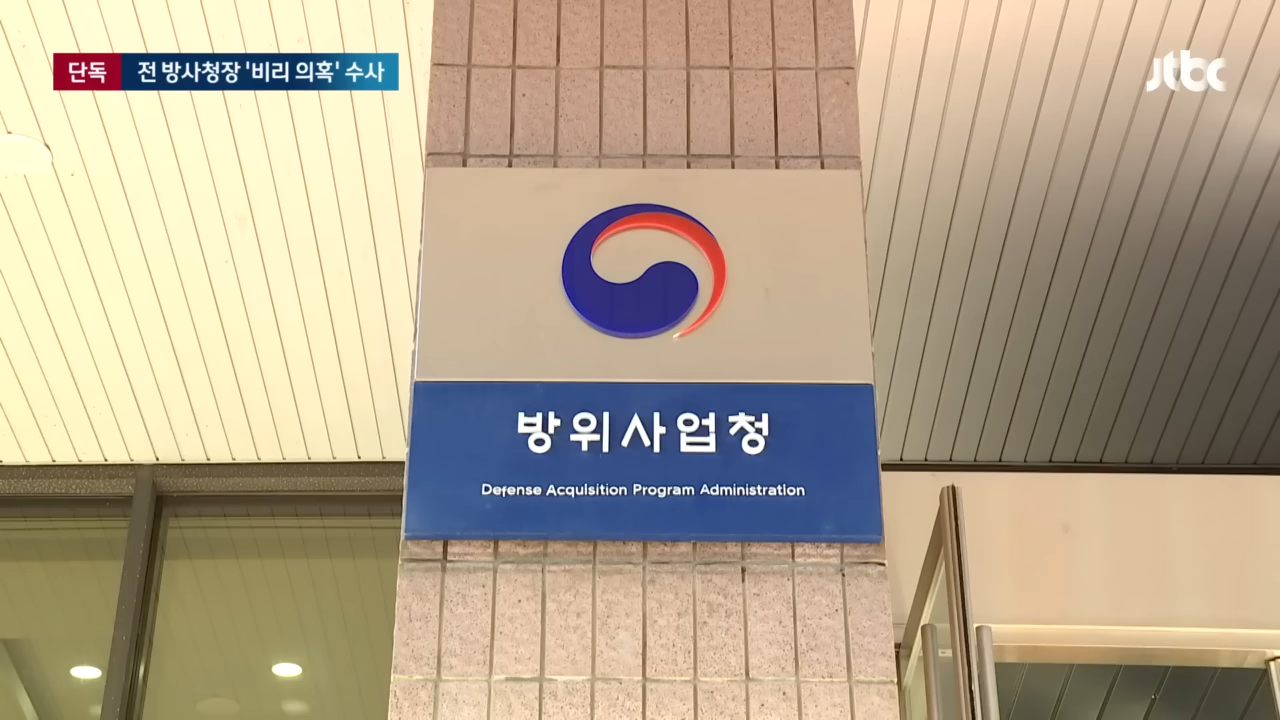 단독 전 방사청장 '비리 의혹' 수사
jtbc
방위사업청
Defense Acquisition Program Administration